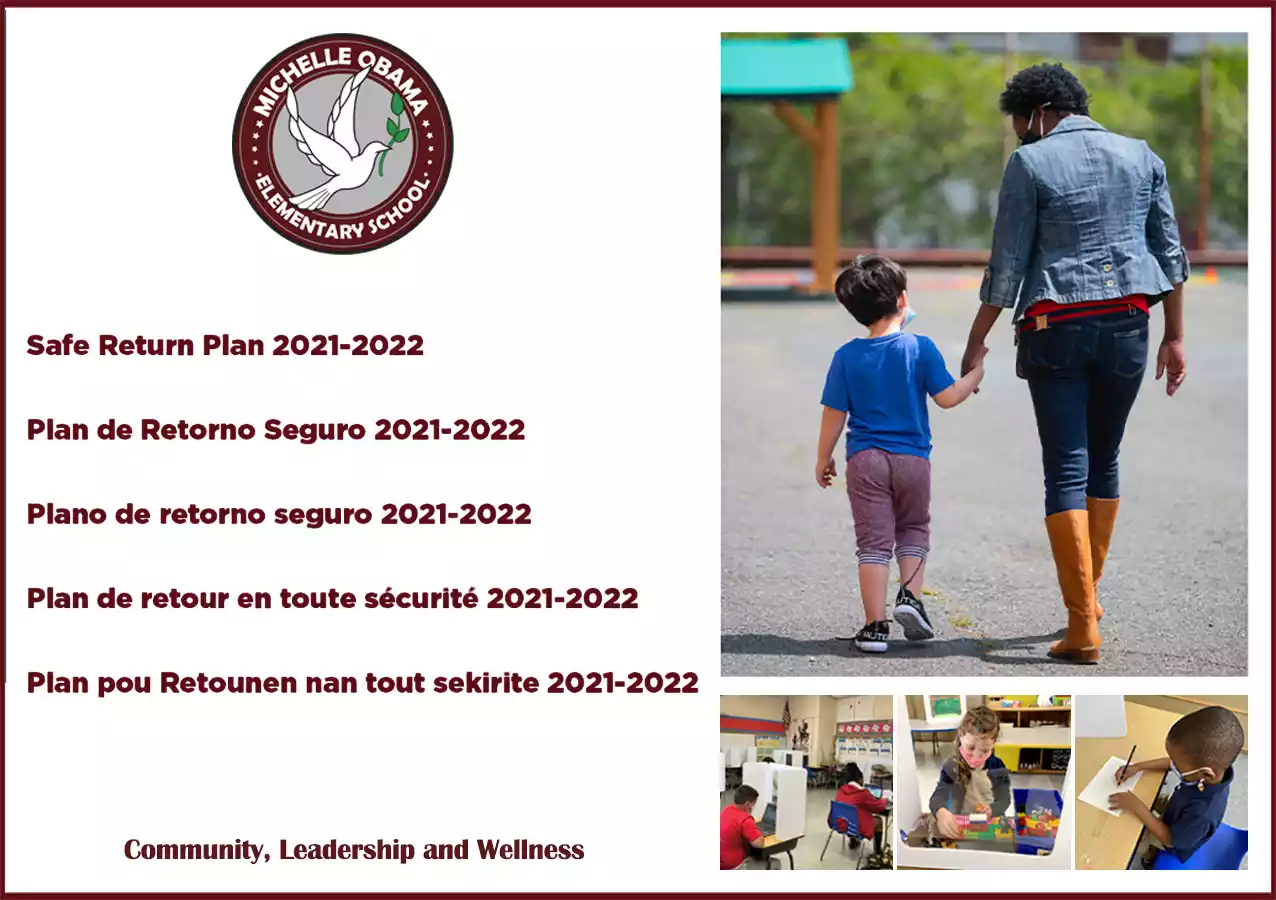 MICHELLE OBAMA
ELEMENTARY SCHOOL
Safe Return Plan 2021-2022
Plan de Retorno Seguro 2021-2022
Plano de retorno seguro 2021-2022
Plan de retour en toute sécurité 2021-2022
Plan pou Retounen nan tout sekirite 2021-2022
Community, Leadership and Wellness